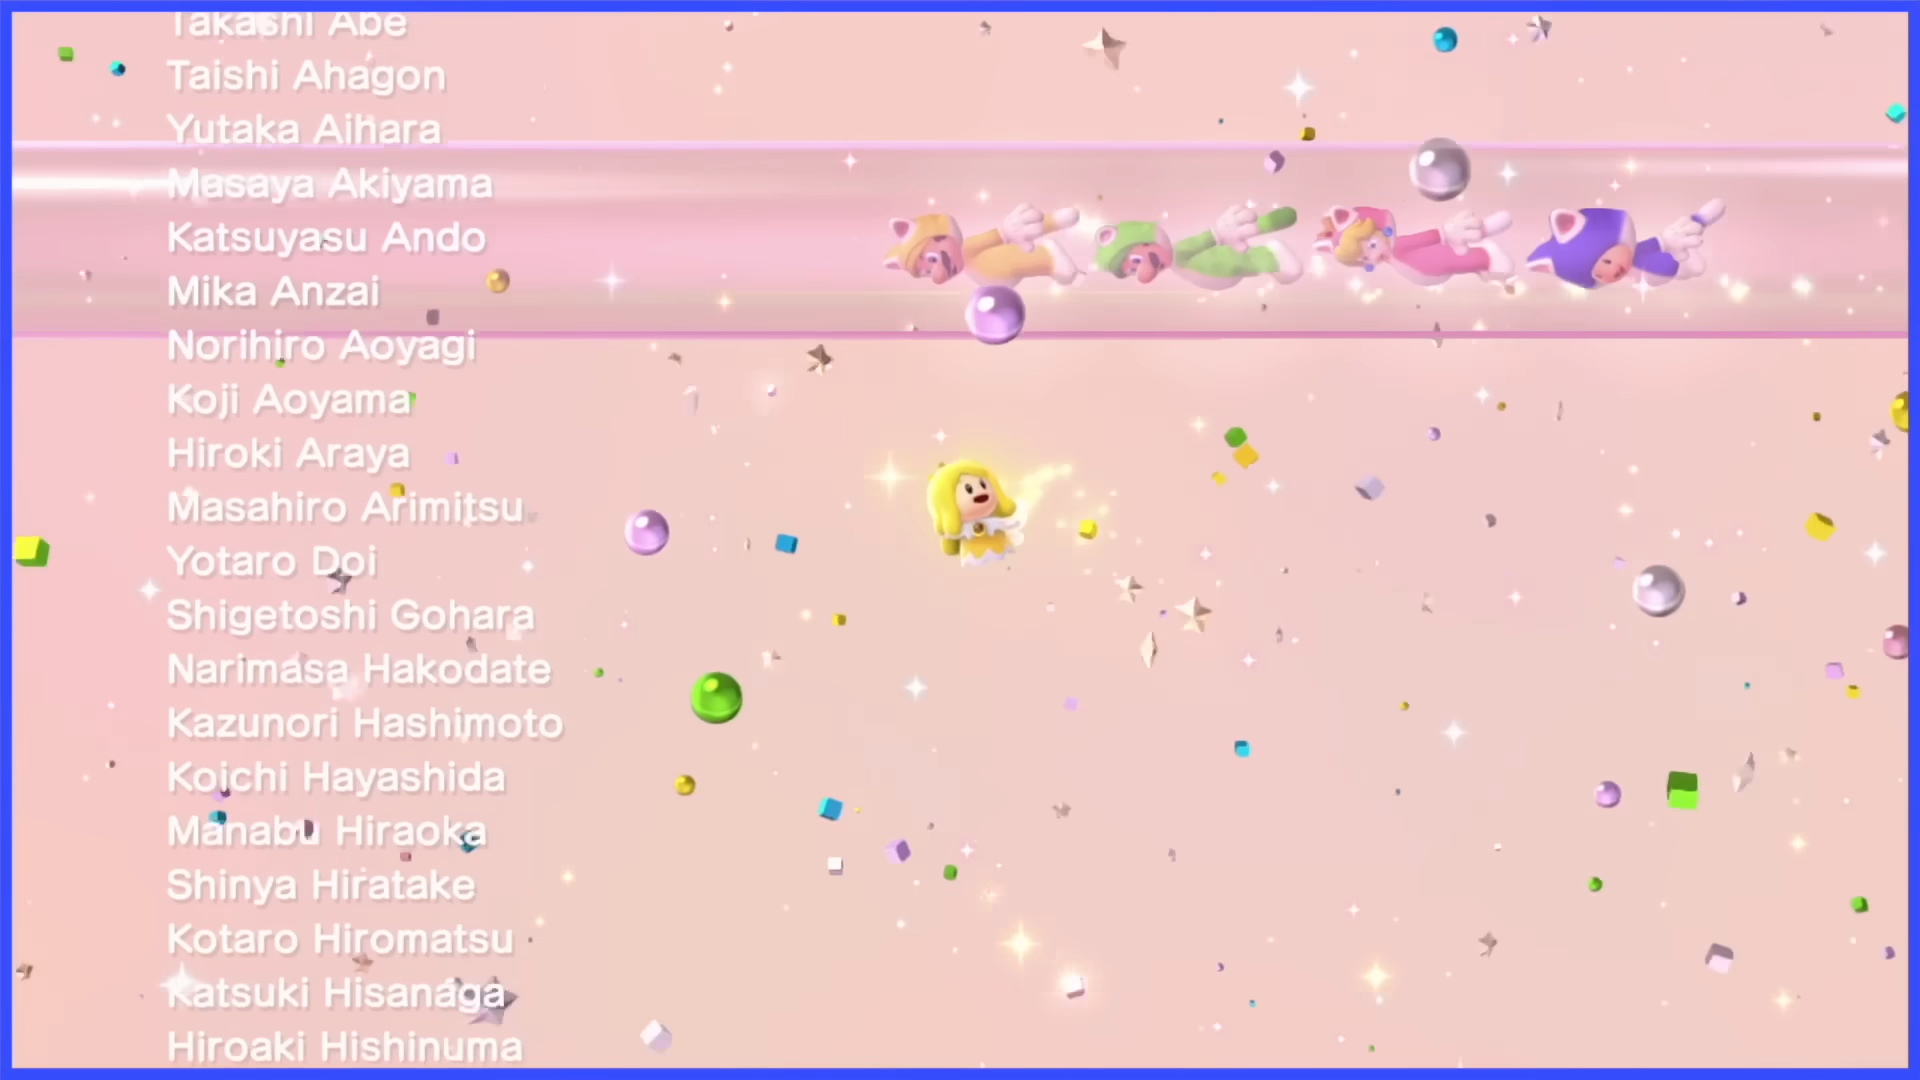 Takashi Abe
Taishi Ahagon
Yutaka Aihara
Masaya Akiyama
Katsuyasu Ando
Mika Anzai
Norihiro Aoyagi
Koji Aoyama
Hiroki Araya
Masahiro Arimitsu
Yotaro Doi
Shigetoshi Gohara
Narimasa Hakodate
Kazunori Hashimoto
Koichi Hayashida
Manabu Hiraoka
Shinya Hiratake
Kotaro Hiromatsu
Katsuki Hisanaga
Hiroaki Hishinuma